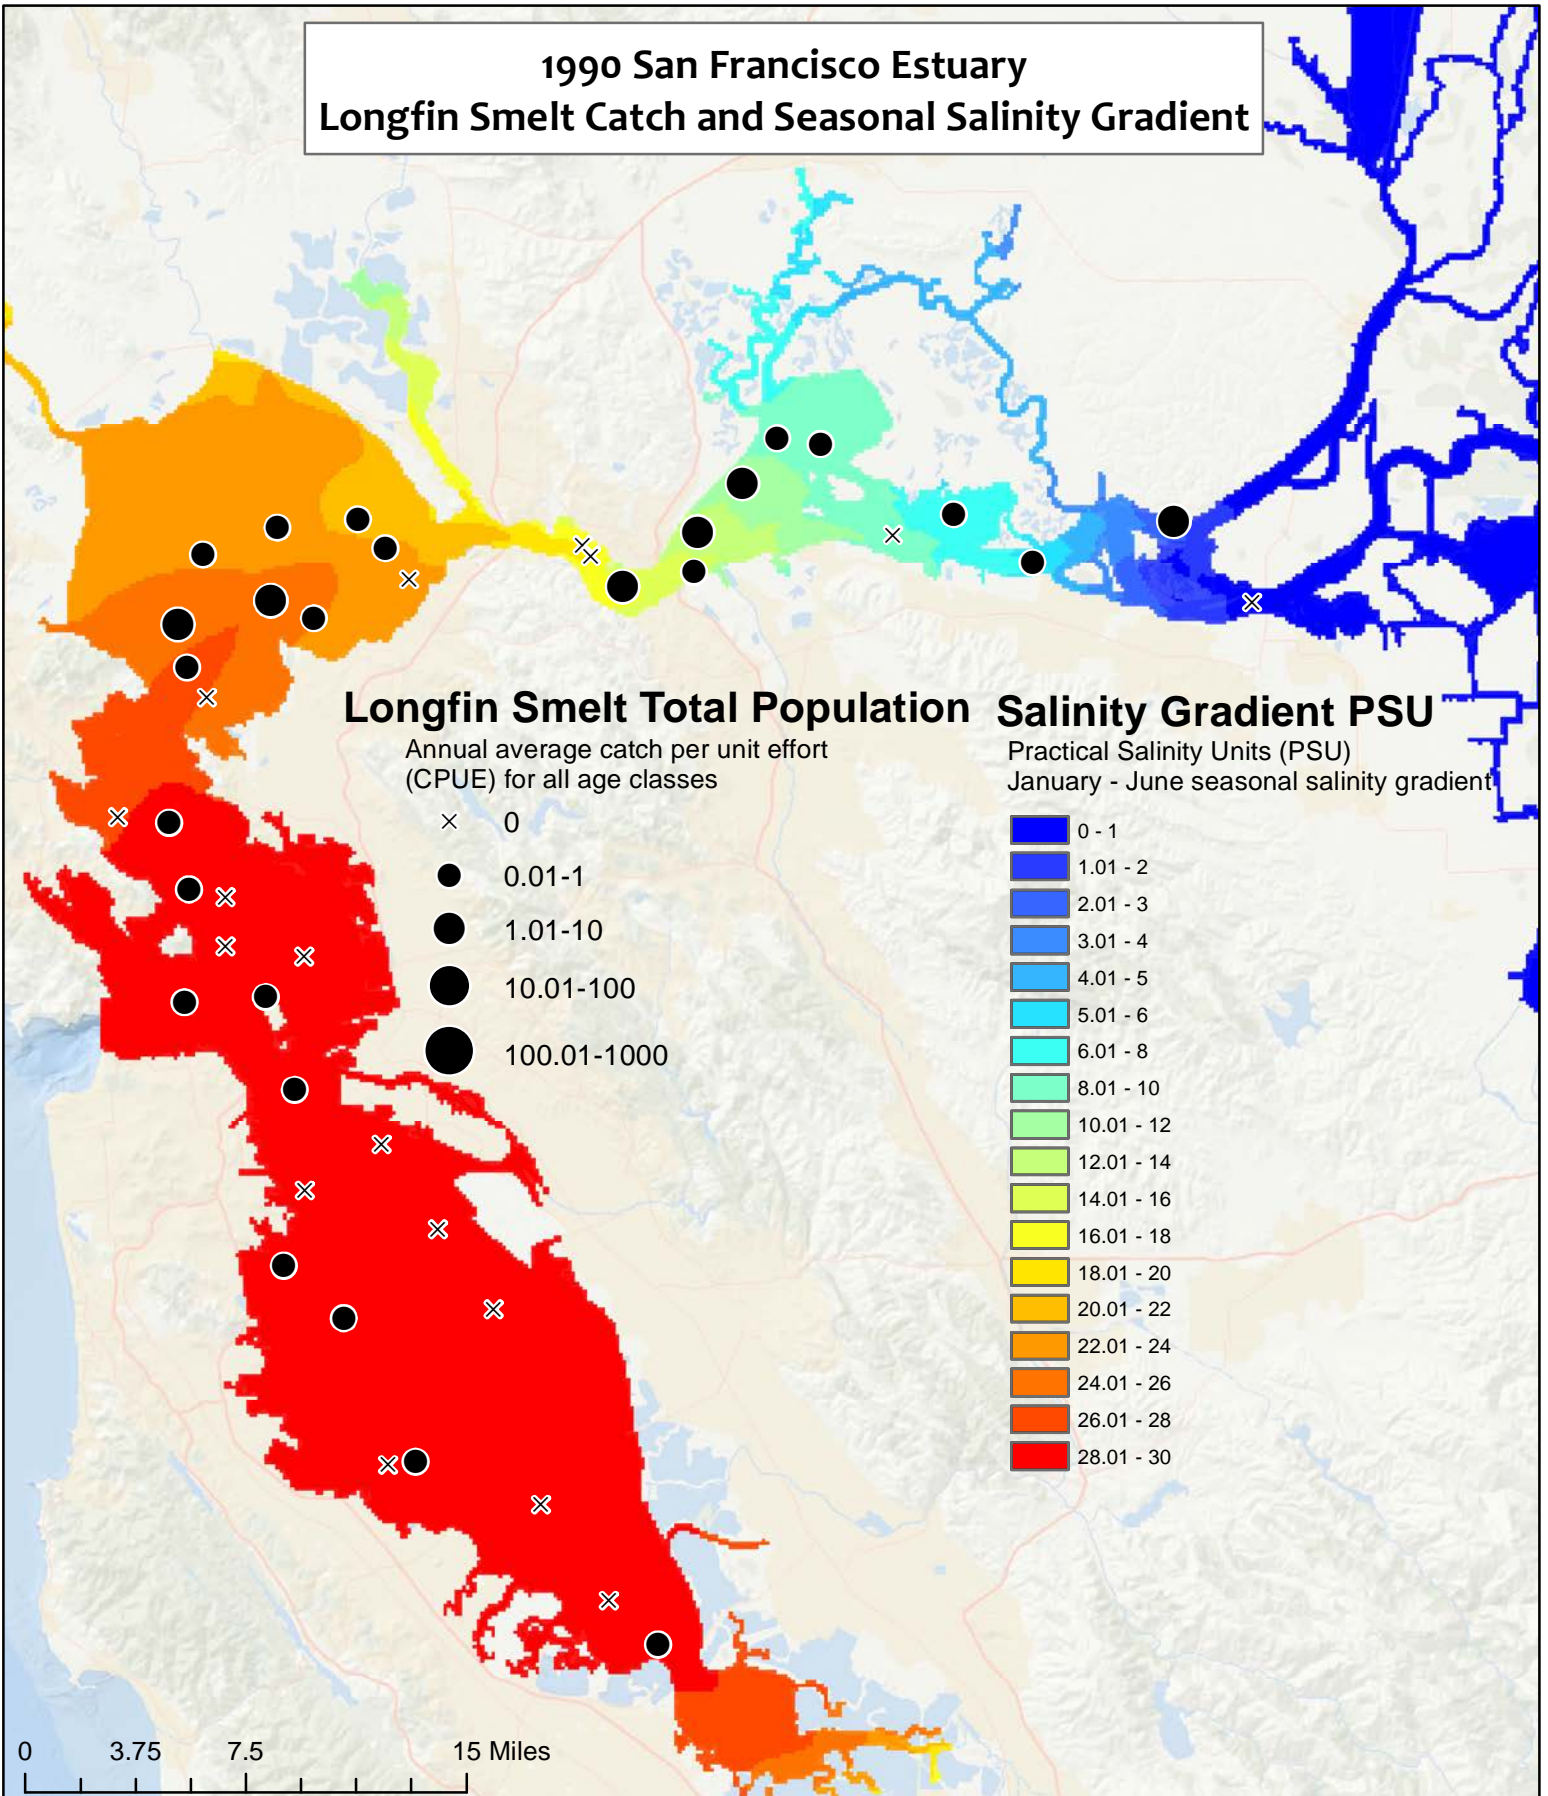 1990 San Francisco Estuary
Longfin Smelt Catch and Seasonal Salinity Gradient
Longfin Smelt Total Population
Annual average catch per unit effort
(CPUE) for all age classes
0
0.01-1
1.01-10
10.01-100
100.01-1000
Salinity Gradient PSU
Practical Salinity Units (PSU)
January - June seasonal salinity gradient
0 - 1
1.01 - 2
2.01 - 3
3.01 - 4
4.01 - 5
5.01 - 6
6.01 - 8
8.01 - 10
10.01 - 12
12.01 - 14
14.01 - 16
16.01 - 18
18.01 - 20
20.01 - 22
22.01 - 24
24.01 - 26
26.01 - 28
28.01 - 30
0 3.75 7.5 15 Miles